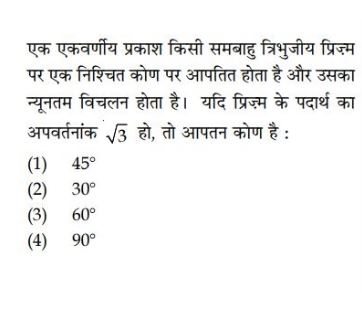 एक एकवर्णीय प्रकाश किसी समबाहु त्रिभुजीय प्रिज़्म
पर एक निश्चित कोण पर आपतित होता है और उसका
न्यूनतम विचलन होता है। यदि प्रिज़्म के पदार्थ का
अपवर्तनांक √3 हो, तो आपतन कोण है :
(1) 45°
(2) 30°
(3) 60°
(4) 90°